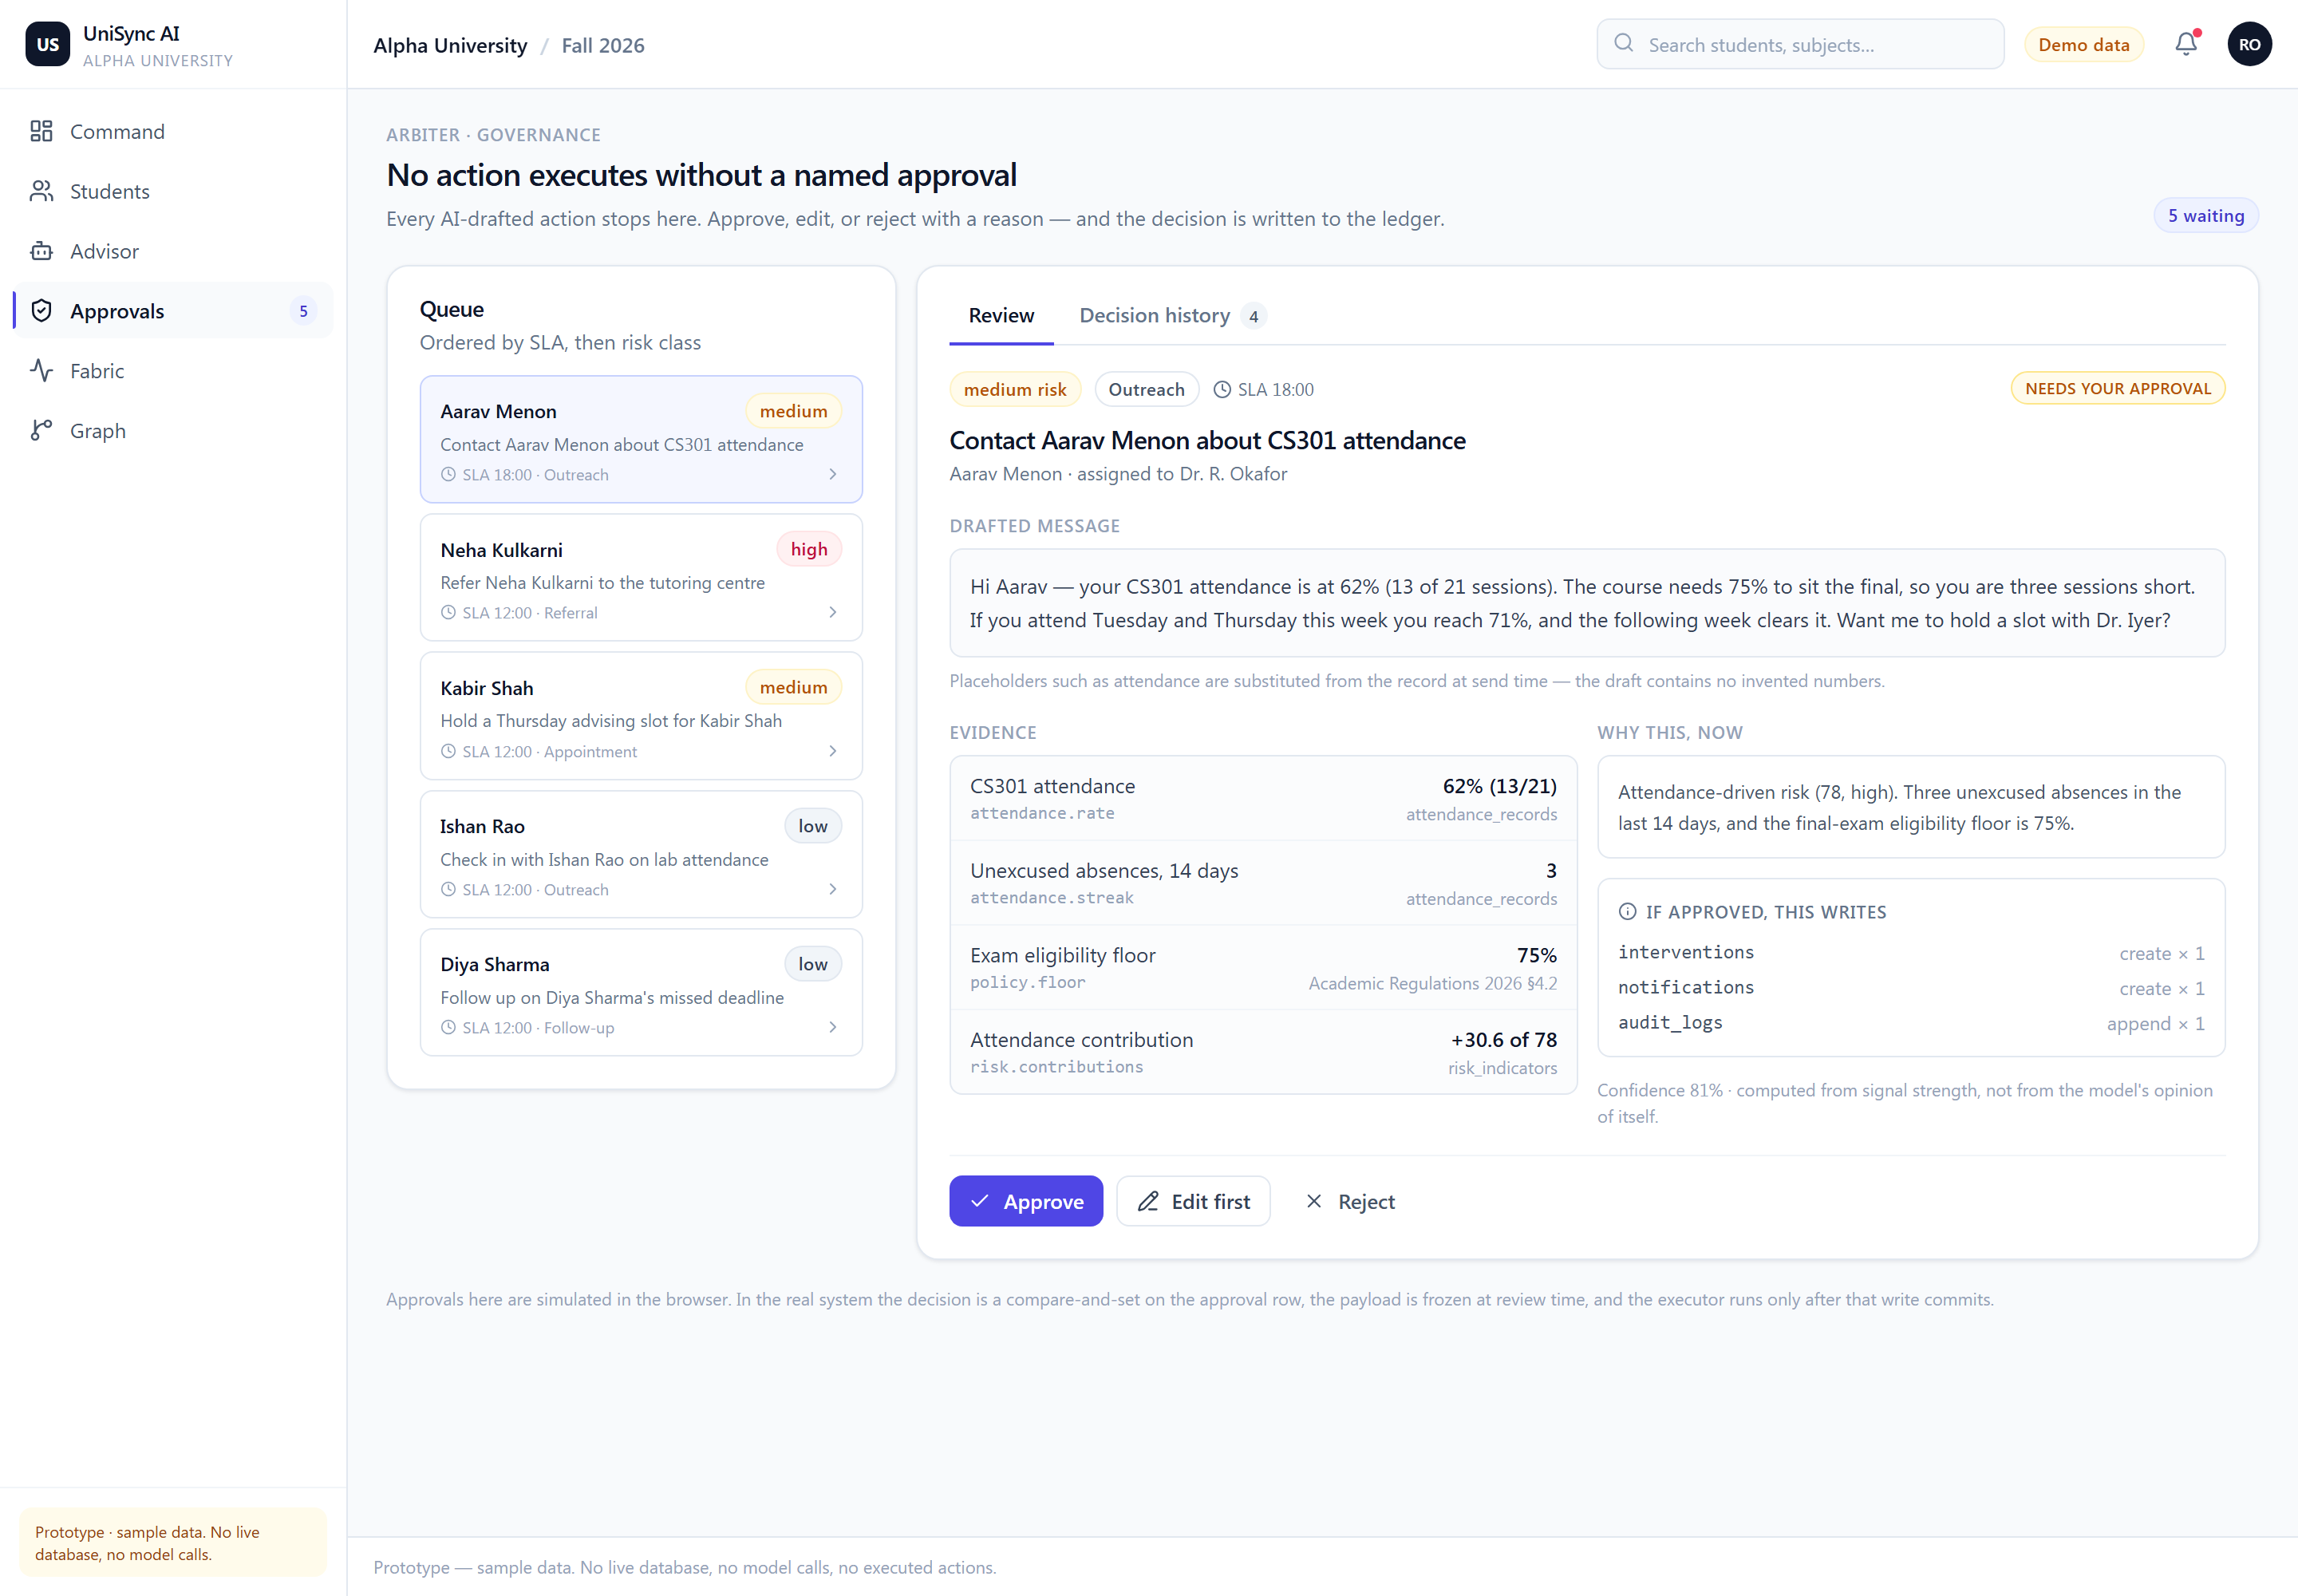 US
UniSync AI
ALPHA UNIVERSITY
Command
Students
Advisor
Approvals
5
Fabric
Graph
Prototype · sample data. No live
database, no model calls.
Alpha University / Fall 2026
Search students, subjects...
Demo data
RO
ARBITER · GOVERNANCE
No action executes without a named approval
Every AI-drafted action stops here. Approve, edit, or reject with a reason — and the decision is written to the ledger.
5 waiting
Queue
Ordered by SLA, then risk class
Aarav Menon
medium
Contact Aarav Menon about CS301 attendance
SLA 18:00 · Outreach
Neha Kulkarni
high
Refer Neha Kulkarni to the tutoring centre
SLA 12:00 · Referral
Kabir Shah
medium
Hold a Thursday advising slot for Kabir Shah
SLA 12:00 · Appointment
Ishan Rao
low
Check in with Ishan Rao on lab attendance
SLA 12:00 · Outreach
Diya Sharma
low
Follow up on Diya Sharma's missed deadline
SLA 12:00 · Follow-up
Review
Decision history 4
medium risk
Outreach
SLA 18:00
NEEDS YOUR APPROVAL
Contact Aarav Menon about CS301 attendance
Aarav Menon · assigned to Dr. R. Okafor
DRAFTED MESSAGE
Hi Aarav — your CS301 attendance is at 62% (13 of 21 sessions). The course needs 75% to sit the final, so you are three sessions short.
If you attend Tuesday and Thursday this week you reach 71%, and the following week clears it. Want me to hold a slot with Dr. Iyer?
Placeholders such as attendance are substituted from the record at send time — the draft contains no invented numbers.
EVIDENCE
CS301 attendance
62% (13/21)
attendance.rate
attendance_records
Unexcused absences, 14 days
3
attendance.streak
attendance_records
Exam eligibility floor
75%
policy.floor
Academic Regulations 2026 §4.2
Attendance contribution
+30.6 of 78
risk.contributions
risk_indicators
WHY THIS, NOW
Attendance-driven risk (78, high). Three unexcused absences in the
last 14 days, and the final-exam eligibility floor is 75%.
IF APPROVED, THIS WRITES
interventions
create × 1
notifications
create × 1
audit_logs
append × 1
Confidence 81% · computed from signal strength, not from the model's opinion
of itself.
Approve
Edit first
Reject
Approvals here are simulated in the browser. In the real system the decision is a compare-and-set on the approval row, the payload is frozen at review time, and the executor runs only after that write commits.
Prototype — sample data. No live database, no model calls, no executed actions.